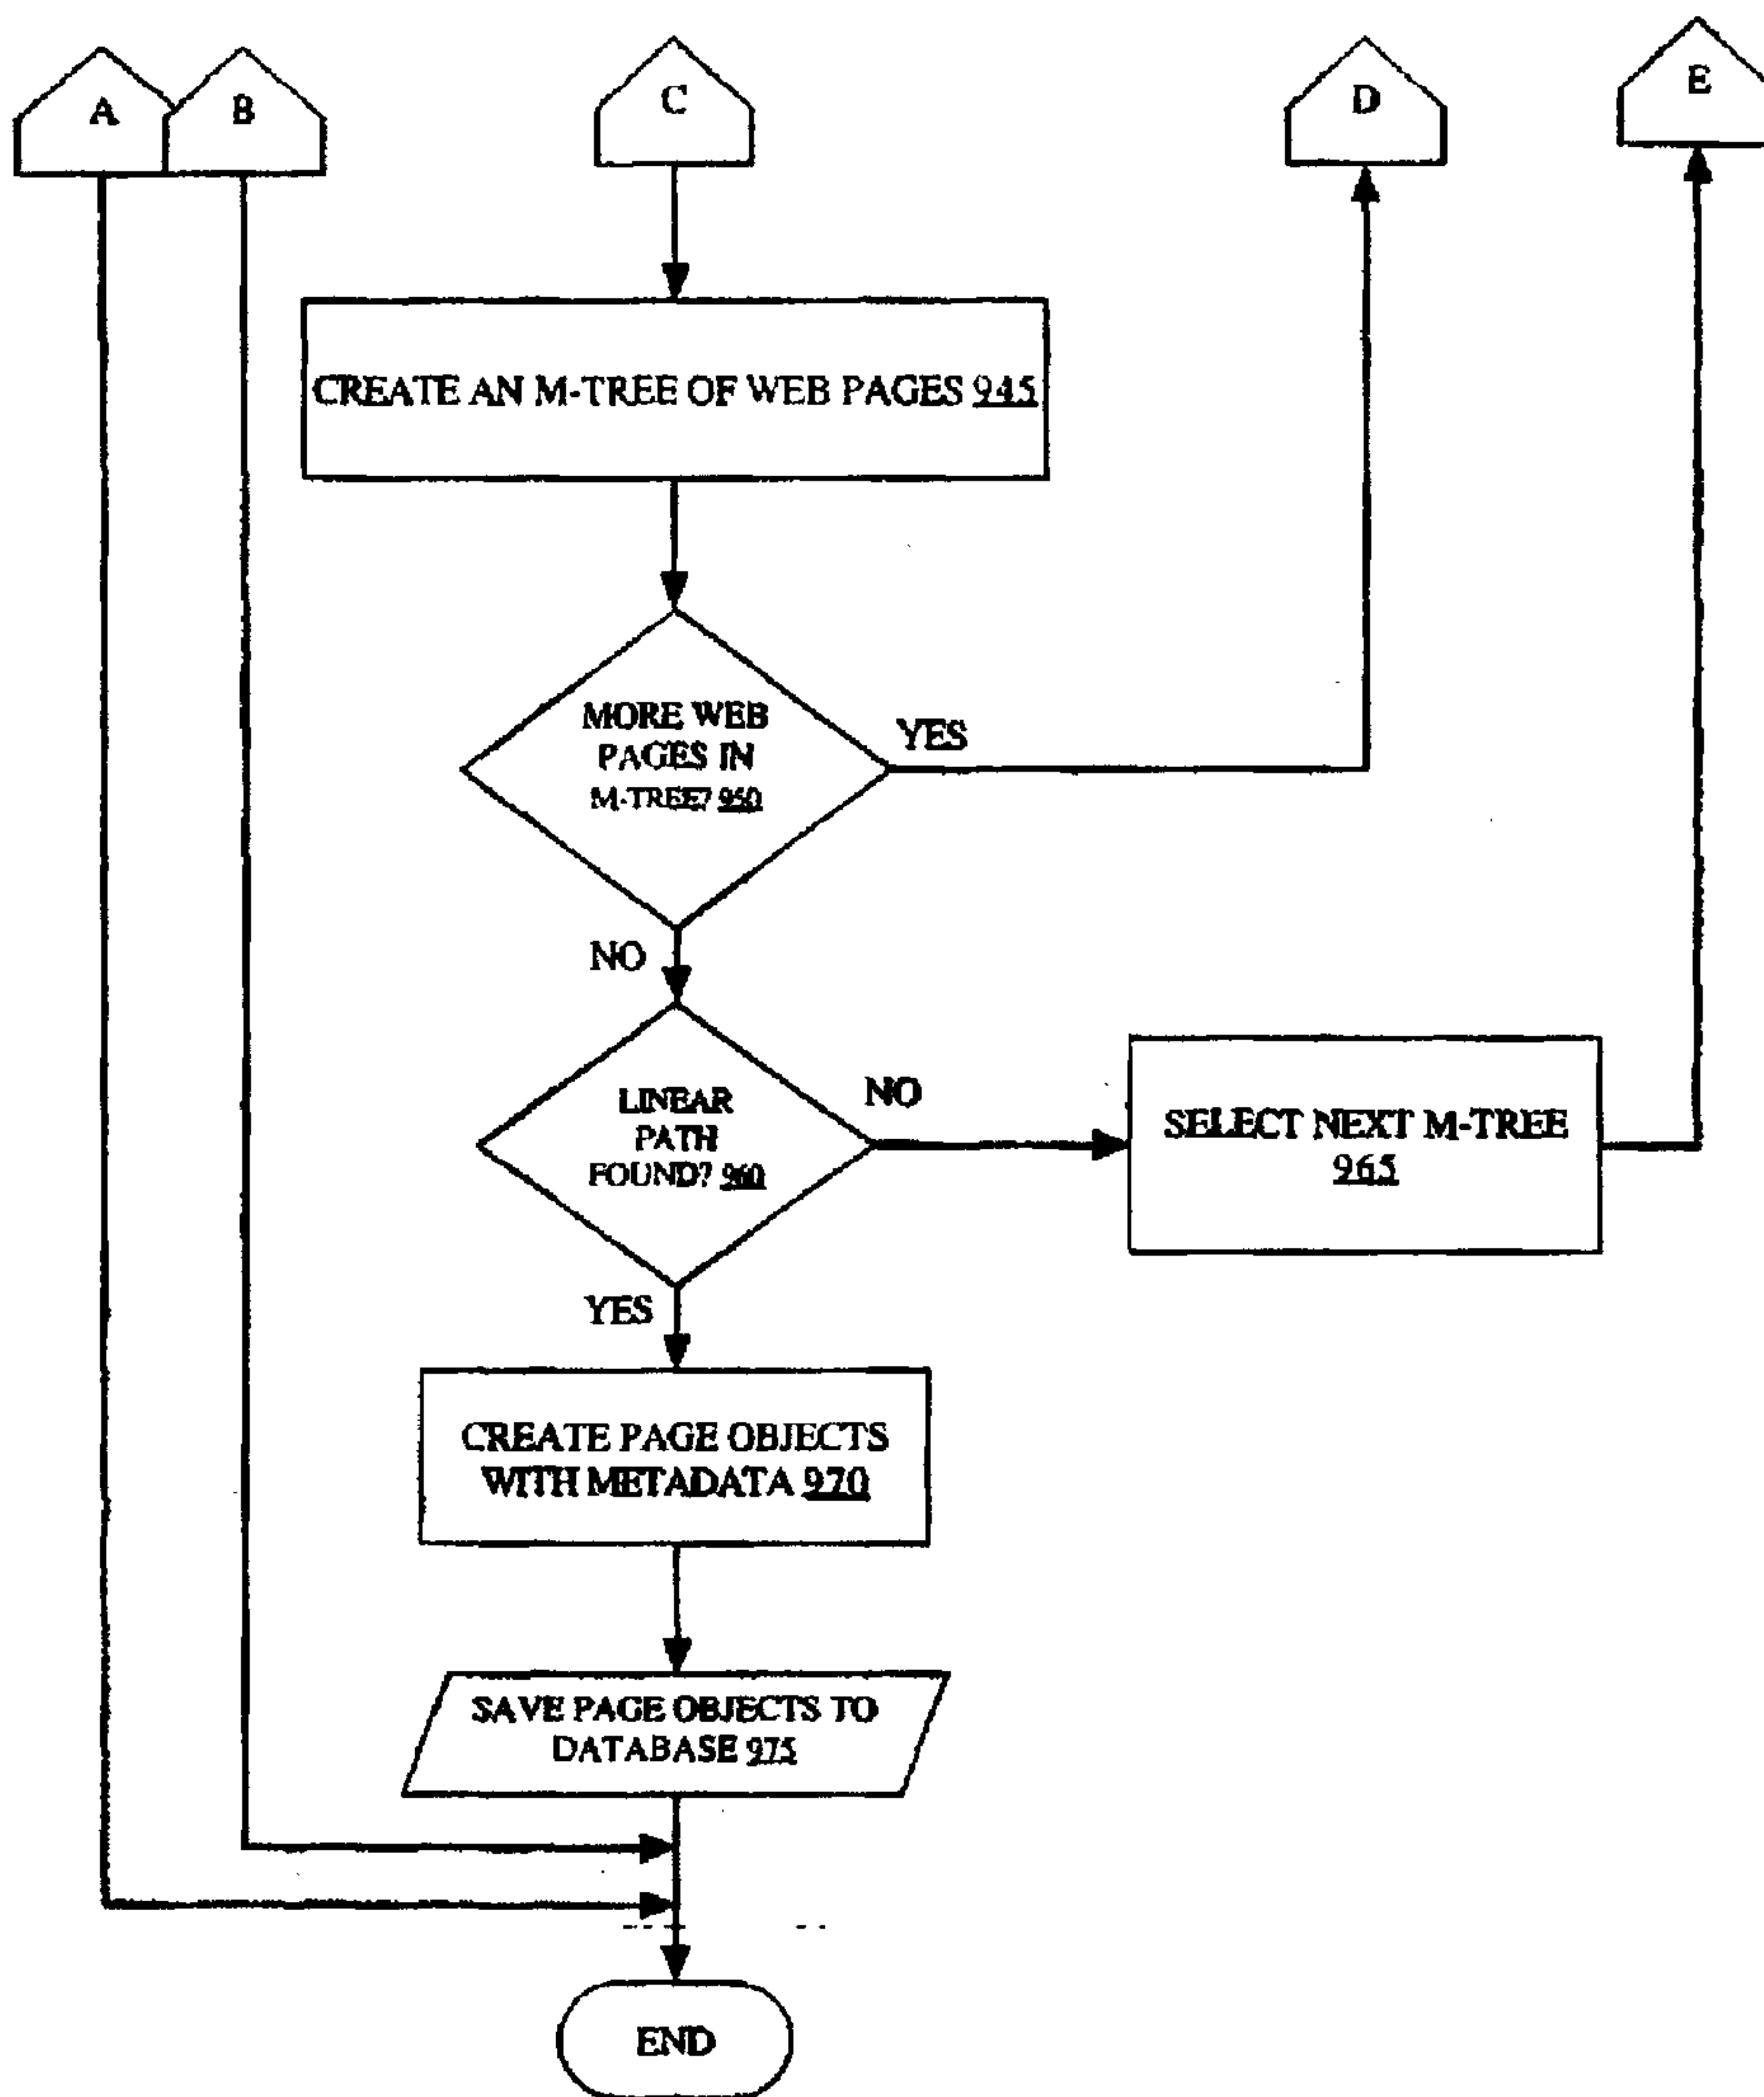 A
B
C
D
E
CREATE AN M-TREE OF WEB PAGES 945
MORE WEB
PAGES IN
M-TREE? 950
YES
NO
LINEAR
PATH
FOUND? 960
NO
SELECT NEXT M-TREE
965
YES
CREATE PAGE OBJECTS
WITH METADATA 970
SAVE PAGE OBJECTS TO
DATABASE 975
END